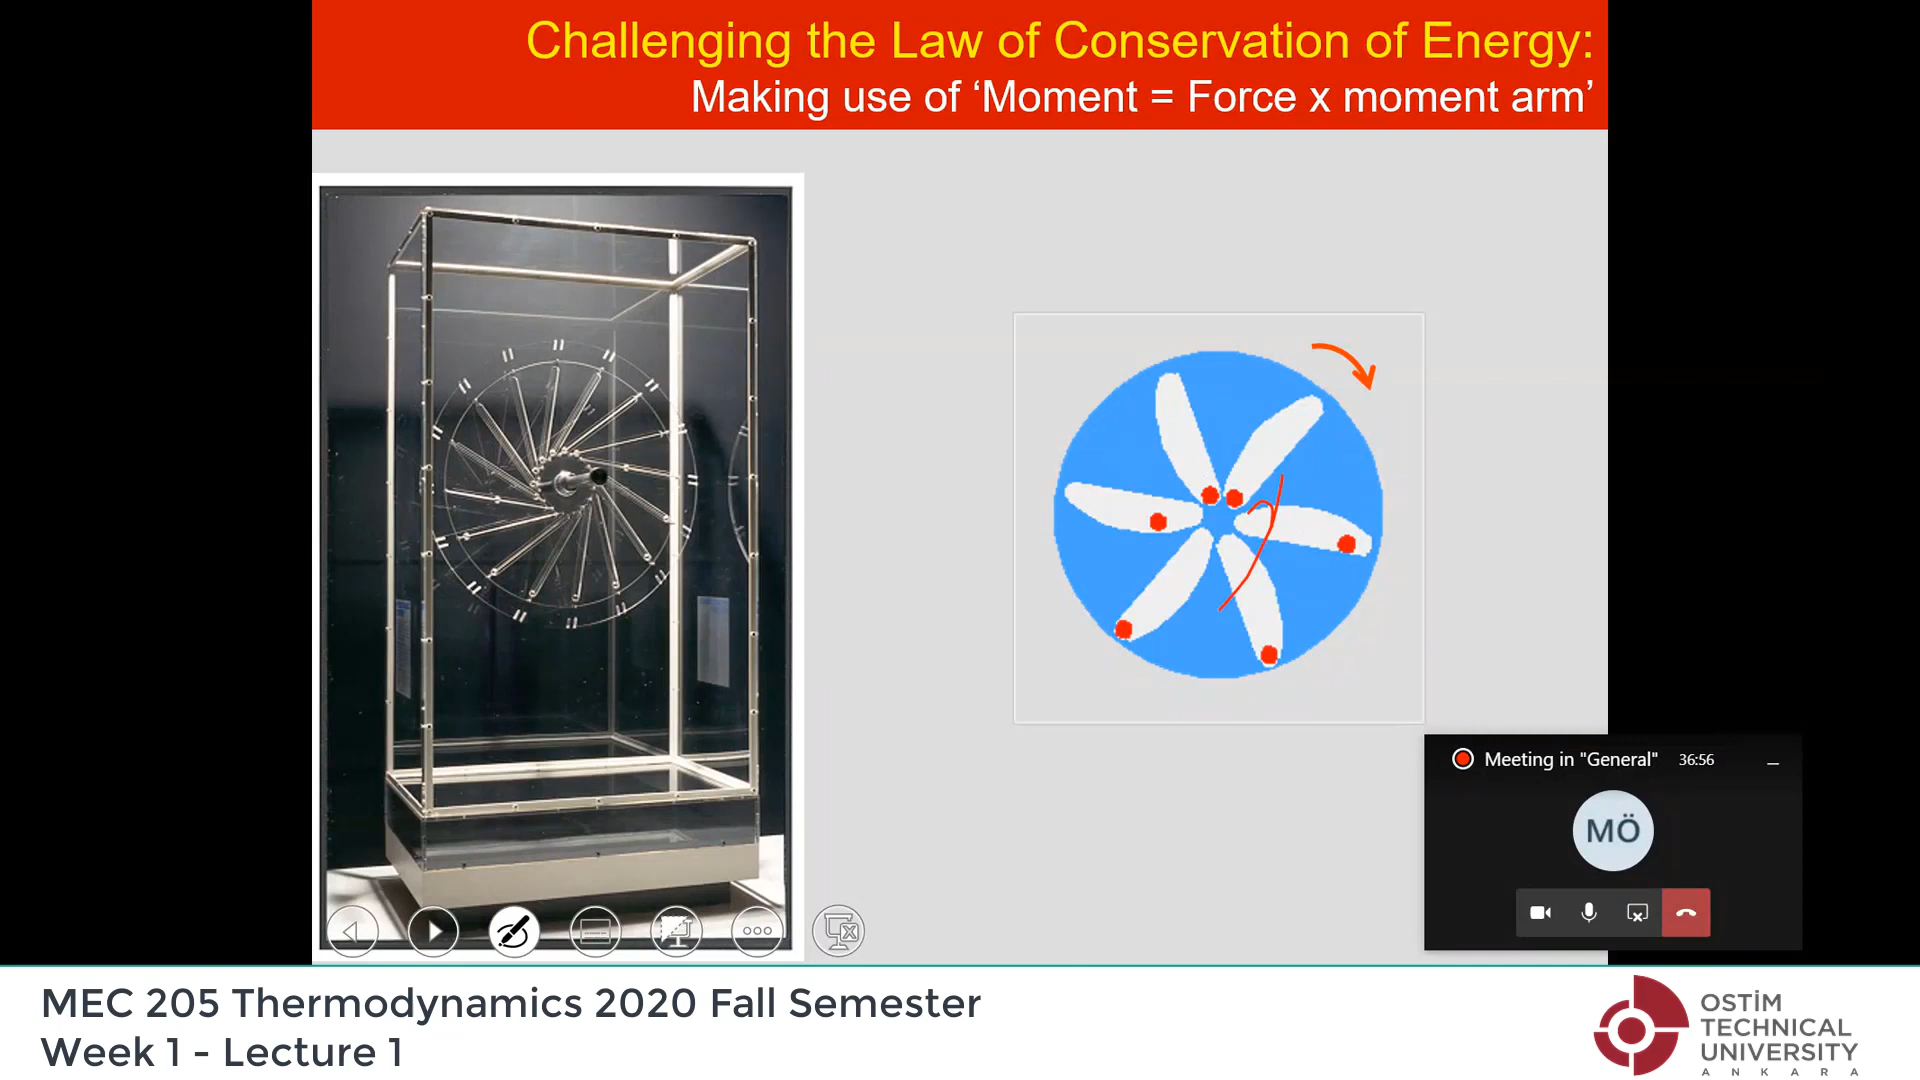 Challenging the Law of Conservation of Energy:
Making use of ‘Moment = Force x moment arm’
Meeting in "General" 36:56
MÖ
MEC 205 Thermodynamics 2020 Fall Semester
Week 1 - Lecture 1
OSTİM
TECHNICAL
UNIVERSITY
ANKARA